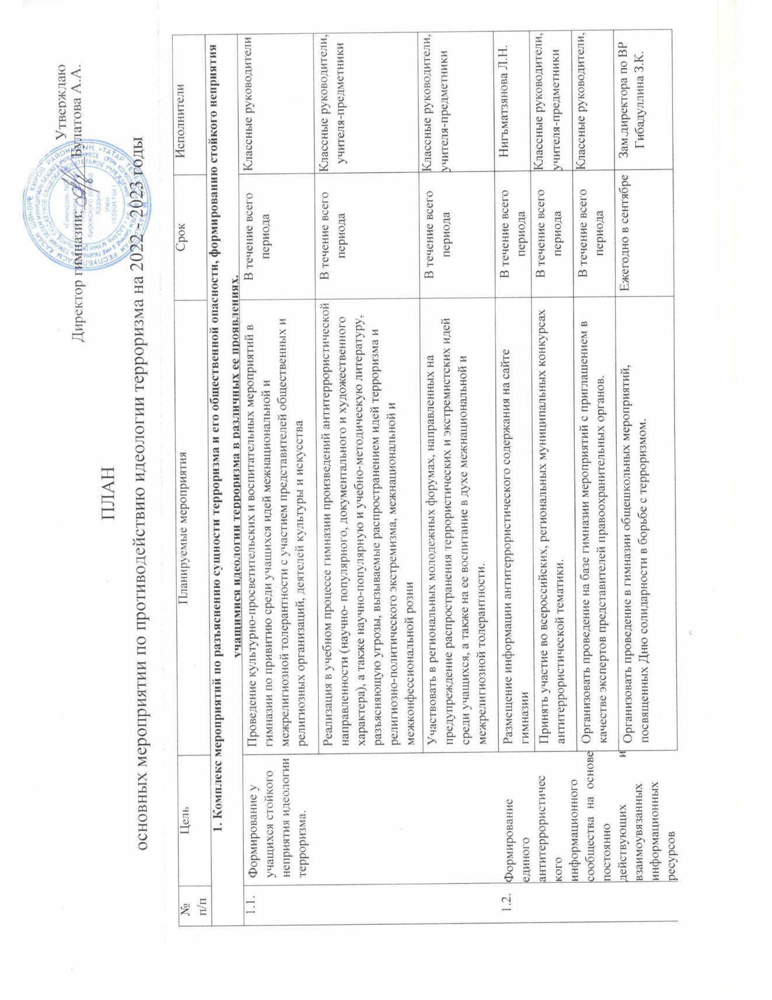 Утверждаю
Директор гимназии: Булатова А.А.
ПЛАН
основных мероприятии по противодействию идеологии терроризма на 2022 - 2023 годы
№
п/п
Цель
Планируемые мероприятия
Срок
Исполнители
1. Комплекс мероприятий по разъяснению сущности терроризма и его общественной опасности, формированию стойкого неприятия
учащимися идеологии терроризма в различных ее проявлениях.
1.1.
Формирование у
учащихся стойкого
неприятия идеологии
терроризма.
Проведение культурно-просветительских и воспитательных мероприятий в
гимназии по привитию среди учащихся идей межнациональной и
межрелигиозной толерантности с участием представителей общественных и
религиозных организаций, деятелей культуры и искусства
В течение всего
периода
Классные руководители
Реализация в учебном процессе гимназии произведений антитеррористической
направленности (научно- популярного, документального и художественного
характера), а также научно-популярную и учебно-методическую литературу,
разъясняющую угрозы, вызываемые распространением идей терроризма и
религиозно-политического экстремизма, межнациональной и
межконфессиональной розни
В течение всего
периода
Классные руководители,
учителя-предметники
Участвовать в региональных молодежных форумах, направленных на
предупреждение распространения террористических и экстремистских идей
среди учащихся, а также на ее воспитание в духе межнациональной и
межрелигиозной толерантности.
В течение всего
периода
Классные руководители,
учителя-предметники
1.2.
Формирование
единого
антитеррористичес
кого
информационного
сообщества на основе
постоянно
действующих и
взаимоувязанных
информационных
ресурсов
Размещение информации антитеррористического содержания на сайте
гимназии
В течение всего
периода
Нигъматзянова Л.Н.
Принять участие во всероссийских, региональных муниципальных конкурсах
антитеррористической тематики.
В течение всего
периода
Классные руководители,
учителя-предметники
Организовать проведение на базе гимназии мероприятий с приглашением в
качестве экспертов представителей правоохранительных органов.
В течение всего
периода
Классные руководители,
Организовать проведение в гимназии общешкольных мероприятий,
посвященных Дню солидарности в борьбе с терроризмом.
Ежегодно в сентябре
Зам.директора по ВР
Гибадуллина З.К.